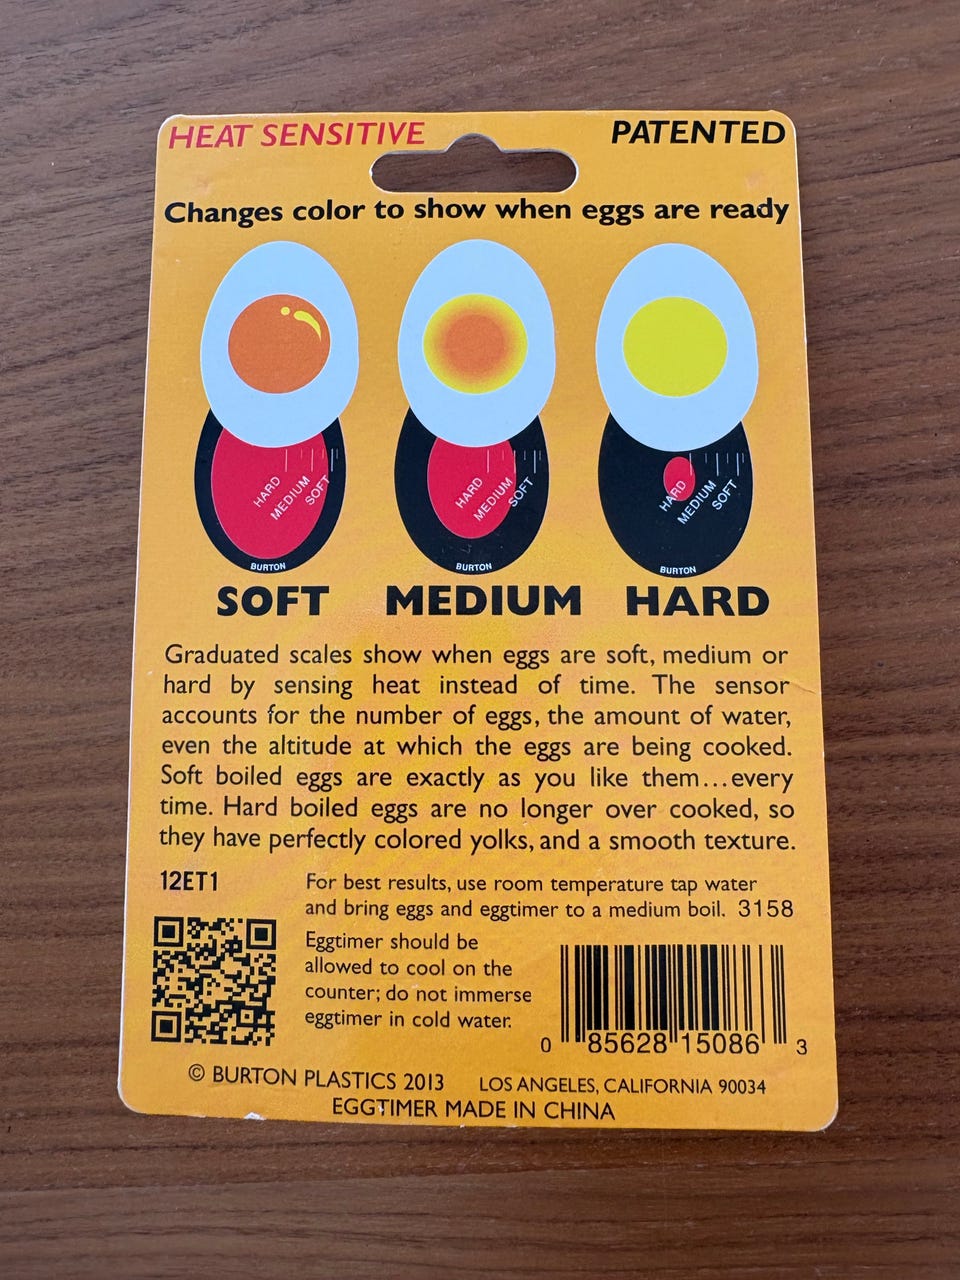 HEAT SENSITIVE PATENTED
Changes color to show when eggs are ready
HARD MEDIUM SOFT
BURTON
HARD MEDIUM SOFT
BURTON
HARD MEDIUM SOFT
BURTON
SOFT MEDIUM HARD
Graduated scales show when eggs are soft, medium or
hard by sensing heat instead of time. The sensor
accounts for the number of eggs, the amount of water,
even the altitude at which the eggs are being cooked.
Soft boiled eggs are exactly as you like them...every
time. Hard boiled eggs are no longer over cooked, so
they have perfectly colored yolks, and a smooth texture.
12ET1
For best results, use room temperature tap water
and bring eggs and eggtimer to a medium boil. 3158
Eggtimer should be
allowed to cool on the
counter; do not immerse
eggtimer in cold water.
0 85628 15086 3
© BURTON PLASTICS 2013 LOS ANGELES, CALIFORNIA 90034
EGGTIMER MADE IN CHINA